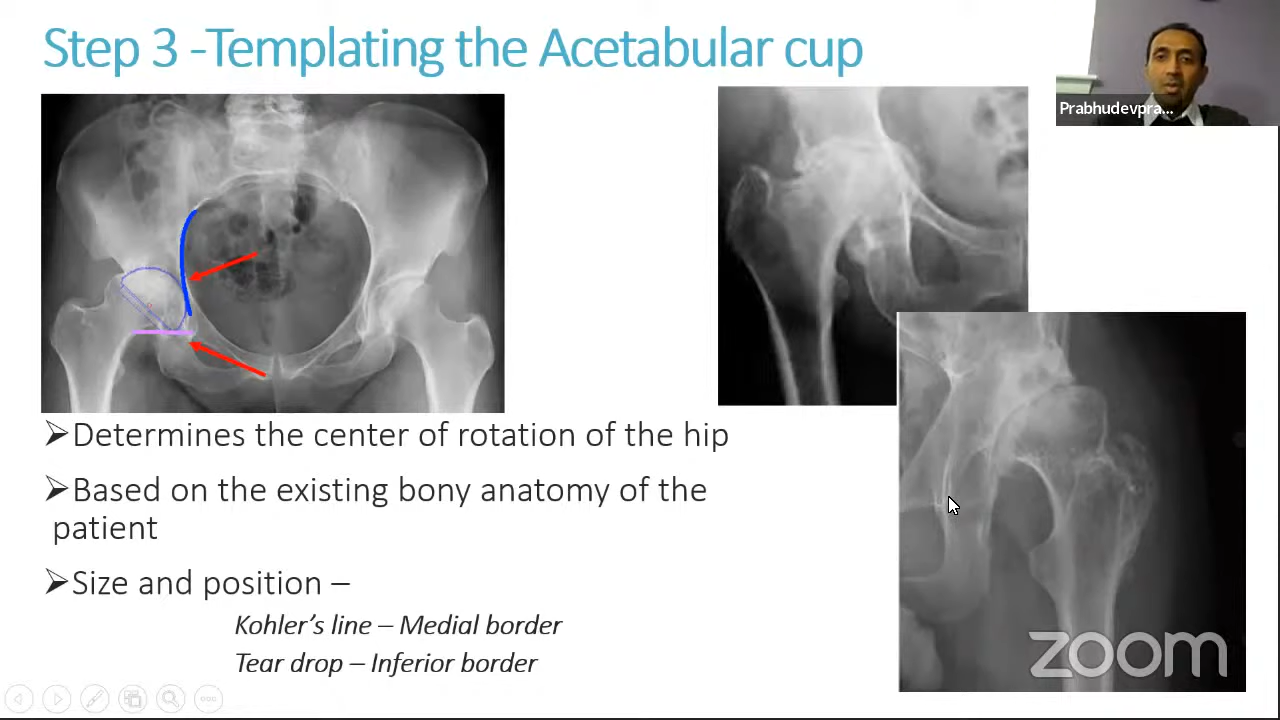 Step 3 -Templating the Acetabular cup
Prabhudevpra...
➢Determines the center of rotation of the hip
➢Based on the existing bony anatomy of the
patient
➢Size and position –
Kohler’s line – Medial border
Tear drop – Inferior border
zoom